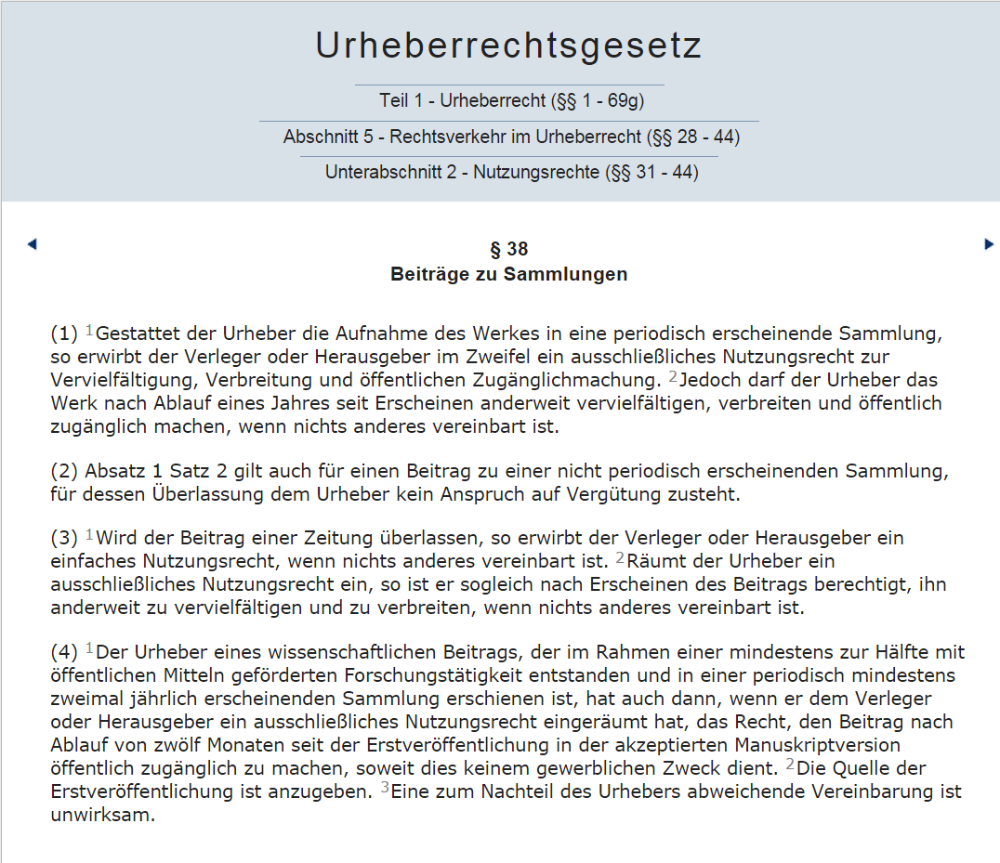 Urheberrechtsgesetz
Teil 1 - Urheberrecht (§§ 1 - 69g)
Abschnitt 5 - Rechtsverkehr im Urheberrecht (§§ 28 - 44)
Unterabschnitt 2 - Nutzungsrechte (§§ 31 - 44)
§ 38
Beiträge zu Sammlungen
(1) 1Gestattet der Urheber die Aufnahme des Werkes in eine periodisch erscheinende Sammlung,
so erwirbt der Verleger oder Herausgeber im Zweifel ein ausschließliches Nutzungsrecht zur
Vervielfältigung, Verbreitung und öffentlichen Zugänglichmachung. 2Jedoch darf der Urheber das
Werk nach Ablauf eines Jahres seit Erscheinen anderweit vervielfältigen, verbreiten und öffentlich
zugänglich machen, wenn nichts anderes vereinbart ist.
(2) Absatz 1 Satz 2 gilt auch für einen Beitrag zu einer nicht periodisch erscheinenden Sammlung,
für dessen Überlassung dem Urheber kein Anspruch auf Vergütung zusteht.
(3) 1Wird der Beitrag einer Zeitung überlassen, so erwirbt der Verleger oder Herausgeber ein
einfaches Nutzungsrecht, wenn nichts anderes vereinbart ist. 2Räumt der Urheber ein
ausschließliches Nutzungsrecht ein, so ist er sogleich nach Erscheinen des Beitrags berechtigt, ihn
anderweit zu vervielfältigen und zu verbreiten, wenn nichts anderes vereinbart ist.
(4) 1Der Urheber eines wissenschaftlichen Beitrags, der im Rahmen einer mindestens zur Hälfte mit
öffentlichen Mitteln geförderten Forschungstätigkeit entstanden und in einer periodisch mindestens
zweimal jährlich erscheinenden Sammlung erschienen ist, hat auch dann, wenn er dem Verleger
oder Herausgeber ein ausschließliches Nutzungsrecht eingeräumt hat, das Recht, den Beitrag nach
Ablauf von zwölf Monaten seit der Erstveröffentlichung in der akzeptierten Manuskriptversion
öffentlich zugänglich zu machen, soweit dies keinem gewerblichen Zweck dient. 2Die Quelle der
Erstveröffentlichung ist anzugeben. 3Eine zum Nachteil des Urhebers abweichende Vereinbarung ist
unwirksam.